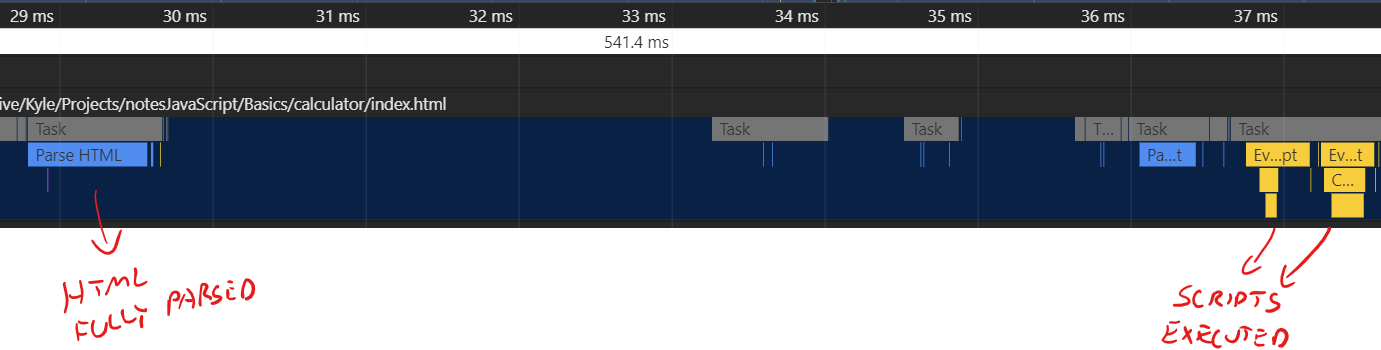 29 ms 30 ms 31 ms 32 ms 33 ms 34 ms 35 ms 36 ms 37 ms
541.4 ms
ive/Kyle/Projects/notesJavaScript/Basics/calculator/index.html
Task Task Task T... Task Task
Parse HTML Pa...t Ev...pt Ev...t
C...
HTML
FULLY PARSED
SCRIPTS
EXECUTED